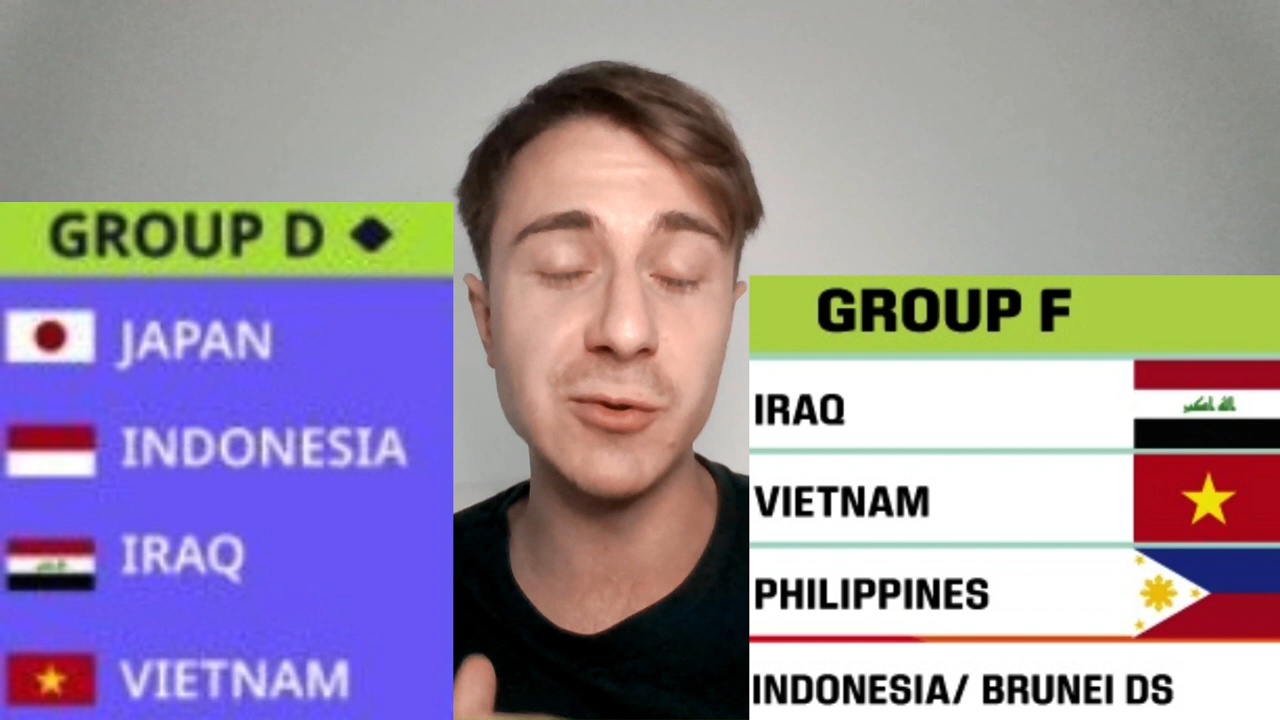 GROUP D
JAPAN
INDONESIA
IRAQ
VIETNAM
GROUP F
IRAQ
VIETNAM
PHILIPPINES
INDONESIA/ BRUNEI DS